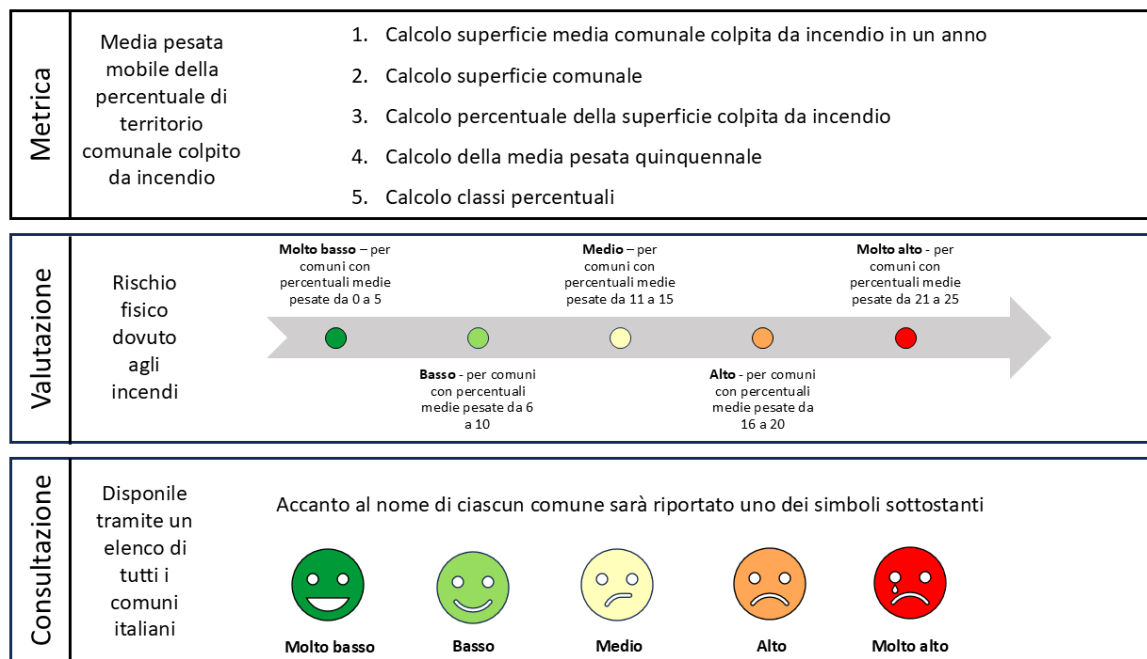 Metrica
Media pesata
mobile della
percentuale di
territorio
comunale colpito
da incendio
1. Calcolo superficie media comunale colpita da incendio in un anno
2. Calcolo superficie comunale
3. Calcolo percentuale della superficie colpita da incendio
4. Calcolo della media pesata quinquennale
5. Calcolo classi percentuali
Valutazione
Rischio
fisico
dovuto
agli
incendi
Molto basso – per
comuni con
percentuali medie
pesate da 0 a 5
Basso - per comuni
con percentuali
medie pesate da 6
a 10
Medio – per
comuni con
percentuali medie
pesate da 11 a 15
Alto - per comuni
con percentuali
medie pesate da
16 a 20
Molto alto - per
comuni con
percentuali medie
pesate da 21 a 25
Consultazione
Disponile
tramite un
elenco di
tutti i
comuni
italiani
Accanto al nome di ciascun comune sarà riportato uno dei simboli sottostanti
Molto basso
Basso
Medio
Alto
Molto alto